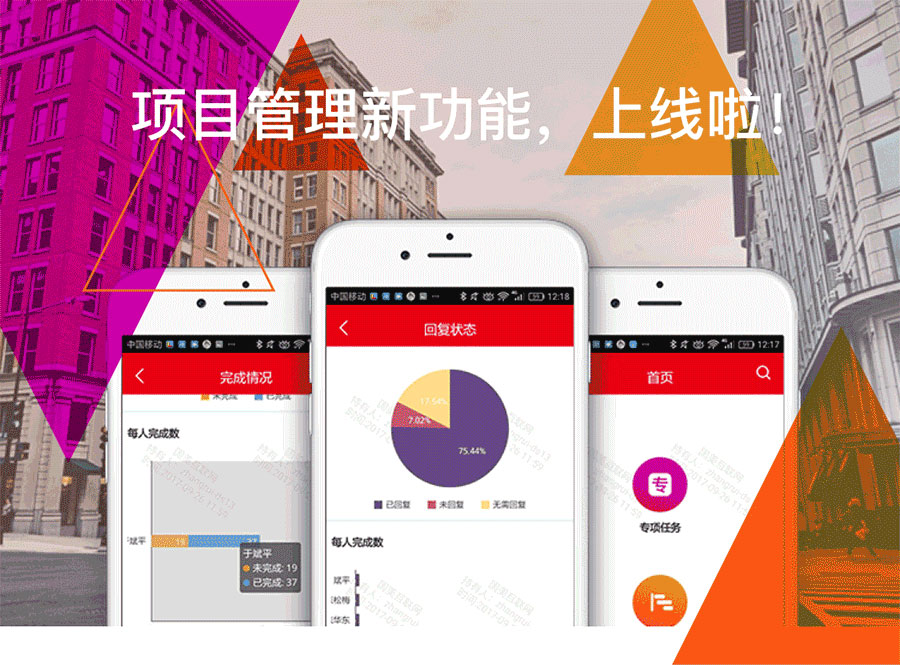 项目管理新功能，上线啦!
中国移动 12:18
回复状态
17.54%
7.02%
75.44%
已回复 未回复 无需回复
每人完成数
斌平
松梅
华东
中国移动
完成情况
未完成 已完成
每人完成数
斌平
19 37
于斌平
未完成: 19
已完成: 37
12:17
首页
专
专项任务